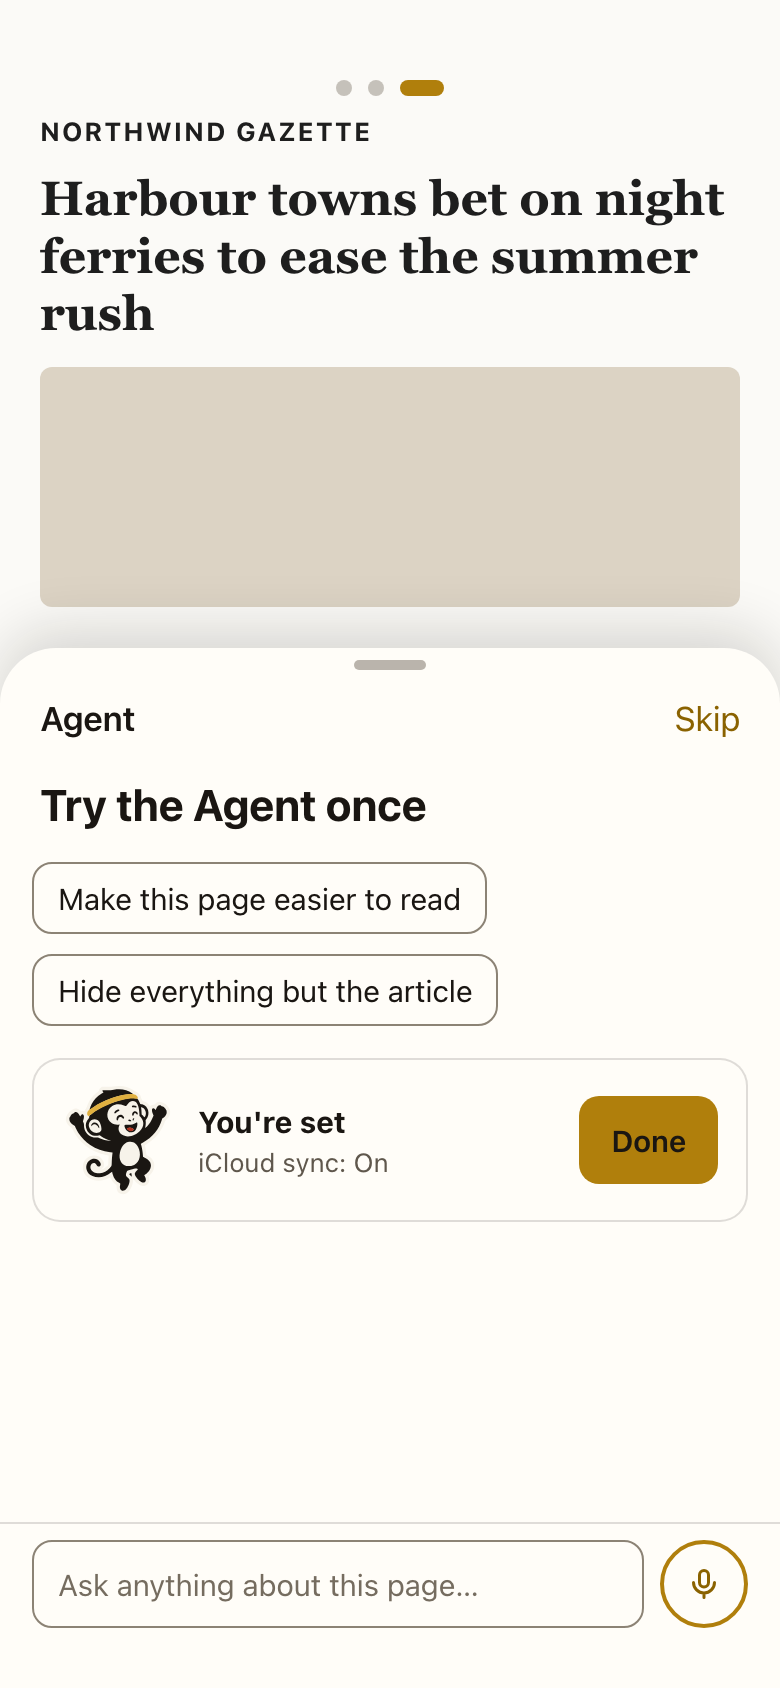 NORTHWIND GAZETTE
Harbour towns bet on night
ferries to ease the summer
rush
Agent
Skip
Try the Agent once
Make this page easier to read
Hide everything but the article
You're set
iCloud sync: On
Done
Ask anything about this page...